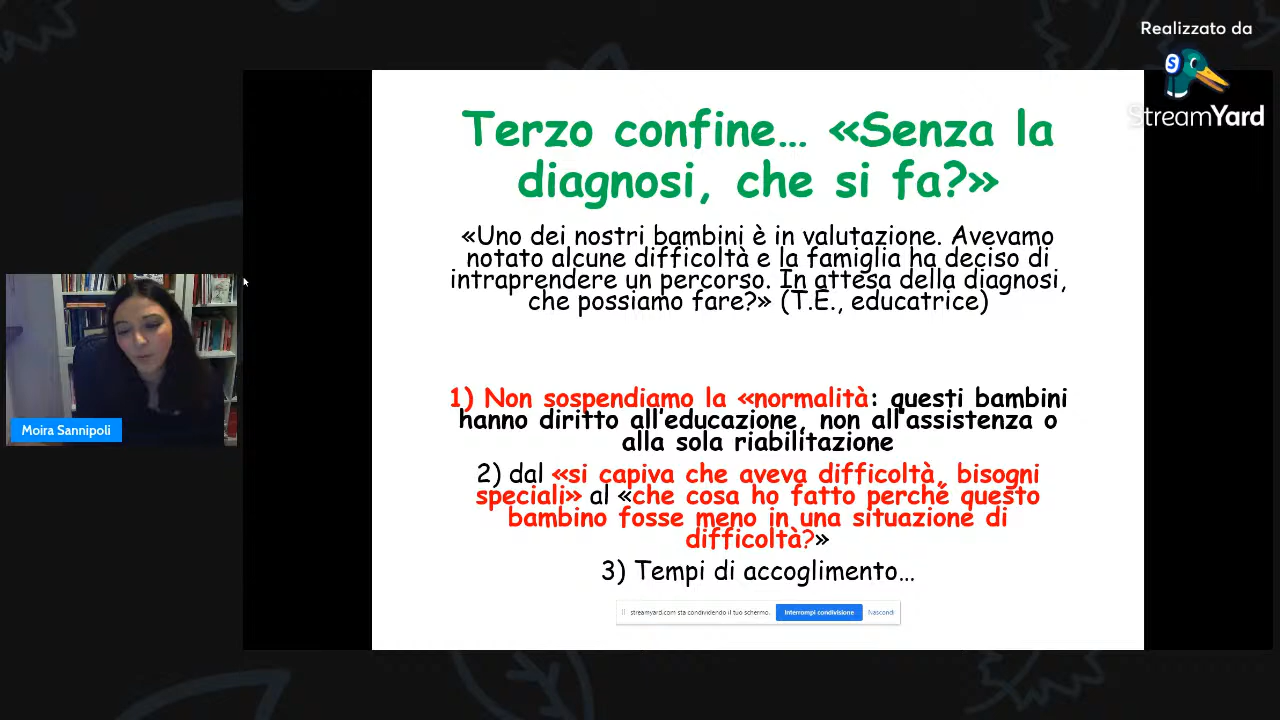 Realizzato da
StreamYard
Terzo confine... «Senza la
diagnosi, che si fa?»
«Uno dei nostri bambini è in valutazione. Avevamo
notato alcune difficoltà e la famiglia ha deciso di
intraprendere un percorso. In attesa della diagnosi,
che possiamo fare?» (T.E., educatrice)
1) Non sospendiamo la «normalità: questi bambini
hanno diritto all'educazione, non all'assistenza o
alla sola riabilitazione
2) dal «si capiva che aveva difficoltà, bisogni
speciali» al «che cosa ho fatto perché questo
bambino fosse meno in una situazione di
difficoltà?»
3) Tempi di accoglimento...
streamyard.com sta condividendo il tuo schermo. Interrompi condivisione Nascondi
Moira Sannipoli